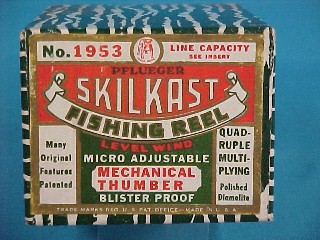 No. 1953
LINE CAPACITY
SEE INSERT
PFLUEGER
SKILKAST
FISHING REEL
LEVEL WIND
MICRO ADJUSTABLE
MECHANICAL
THUMBER
BLISTER PROOF
Many
Original
Features
Patented
QUAD-
RUPLE
MULTI-
PLYING
Polished
Diamolite
TRADE MARKS REG. U.S. PAT. OFFICE - MADE IN U.S.A.